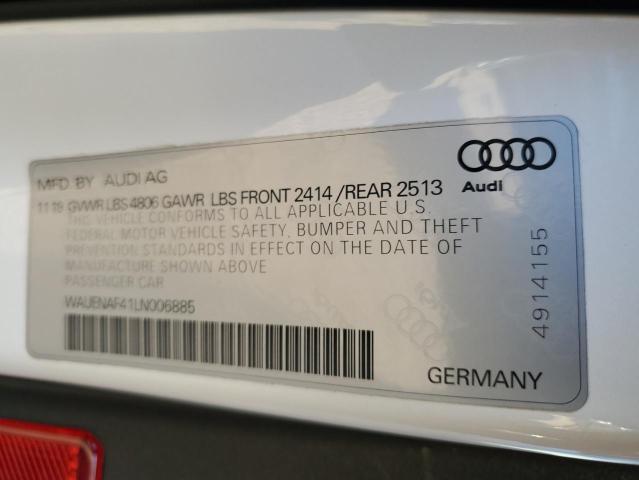 MFD. BY AUDI AG
11 19 GVWR LBS 4806 GAWR LBS FRONT 2414 / REAR 2513
THIS VEHICLE CONFORMS TO ALL APPLICABLE U.S.
FEDERAL MOTOR VEHICLE SAFETY, BUMPER AND THEFT
PREVENTION STANDARDS IN EFFECT ON THE DATE OF
MANUFACTURE SHOWN ABOVE
PASSENGER CAR
WAUENAF41LN006885
Audi
4914155
GERMANY